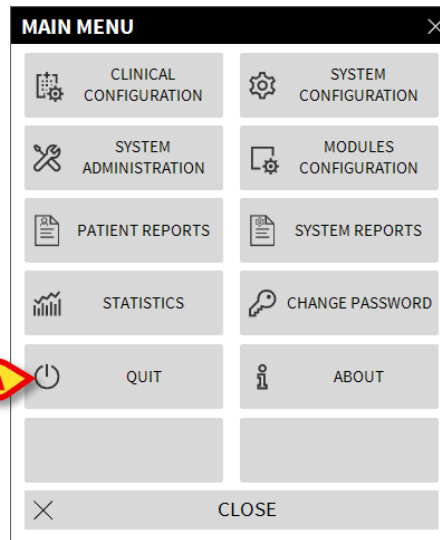 MAIN MENU
CLINICAL
CONFIGURATION
SYSTEM
CONFIGURATION
SYSTEM
ADMINISTRATION
MODULES
CONFIGURATION
PATIENT REPORTS
SYSTEM REPORTS
STATISTICS
CHANGE PASSWORD
A
QUIT
ABOUT
CLOSE